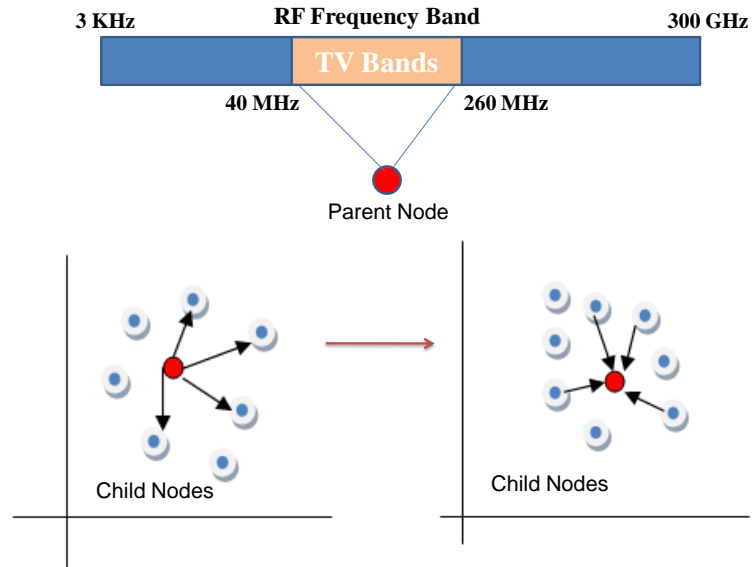 RF Frequency Band
3 KHz
300 GHz
TV Bands
40 MHz
260 MHz
Parent Node
Child Nodes
Child Nodes